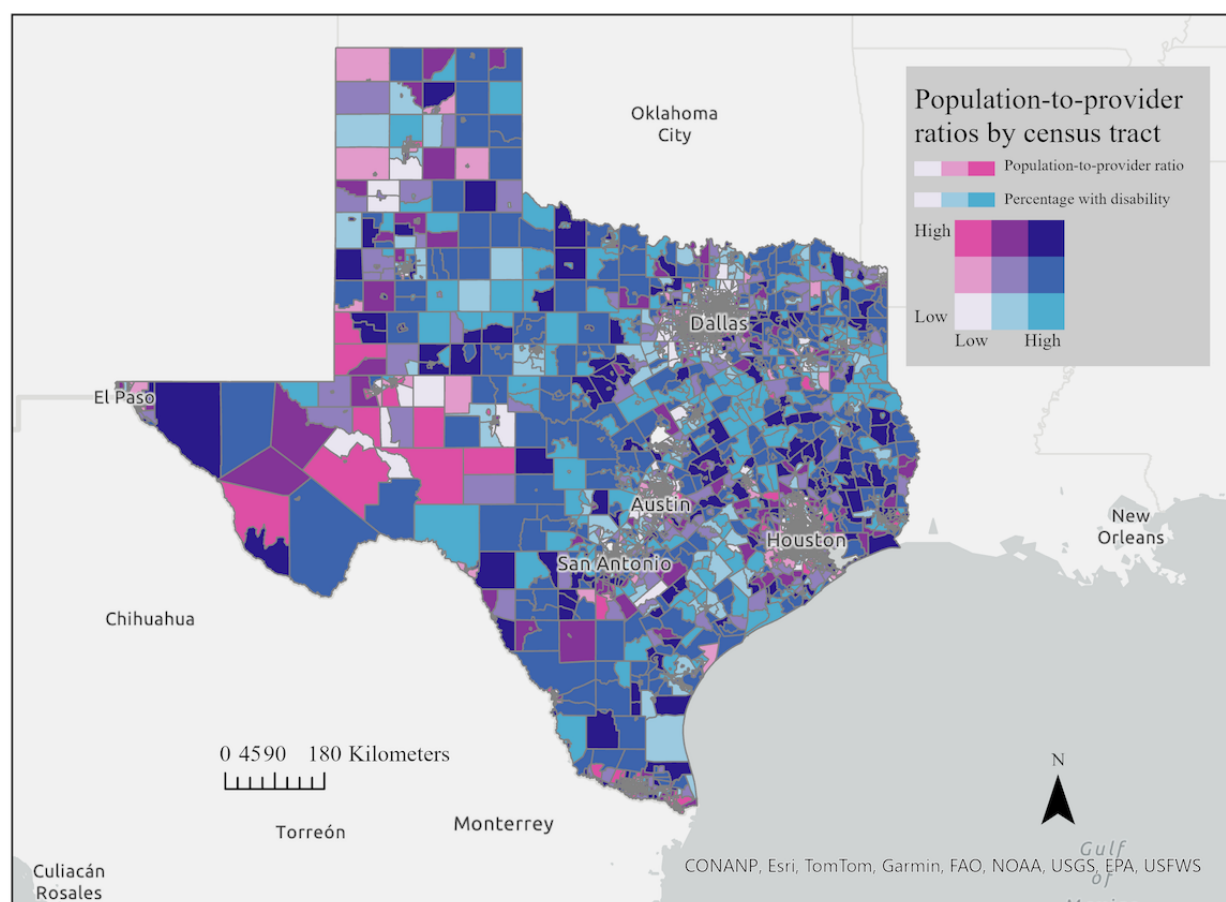 Oklahoma
City
Population-to-provider
ratios by census tract
Population-to-provider ratio
Percentage with disability
High
Low
Low High
Dallas
El Paso
Austin
Houston
San Antonio
New
Orleans
Chihuahua
0 4590 180 Kilometers
N
Torreón
Monterrey
Culiacán
Rosales
Gulf
of
CONANP, Esri, TomTom, Garmin, FAO, NOAA, USGS, EPA, USFWS